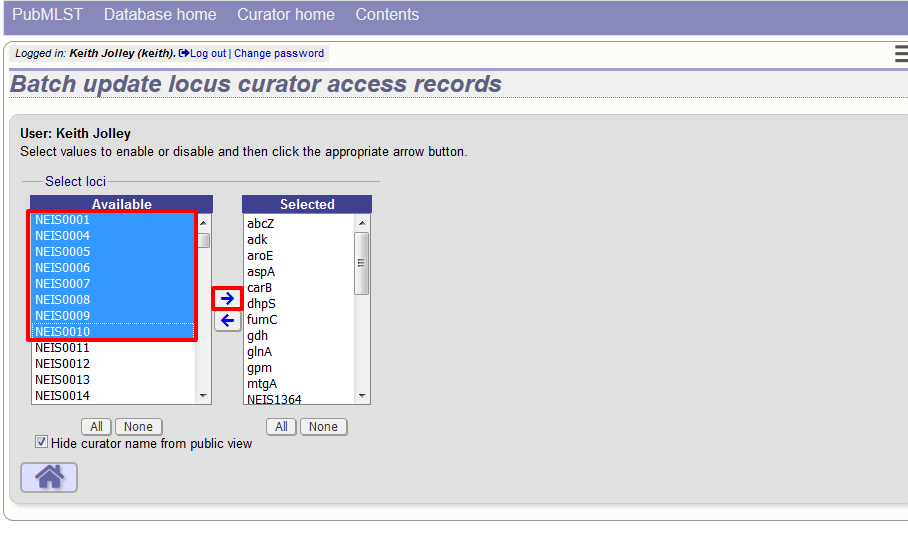 PubMLST Database home Curator home Contents
Logged in: Keith Jolley (keith). Log out | Change password
Batch update locus curator access records
User: Keith Jolley
Select values to enable or disable and then click the appropriate arrow button.
Select loci
Available
NEIS0001
NEIS0004
NEIS0005
NEIS0006
NEIS0007
NEIS0008
NEIS0009
NEIS0010
NEIS0011
NEIS0012
NEIS0013
NEIS0014
All None
Selected
abcZ
adk
aroE
aspA
carB
dhpS
fumC
gdh
glnA
gpm
mtgA
NEIS1364
All None
Hide curator name from public view